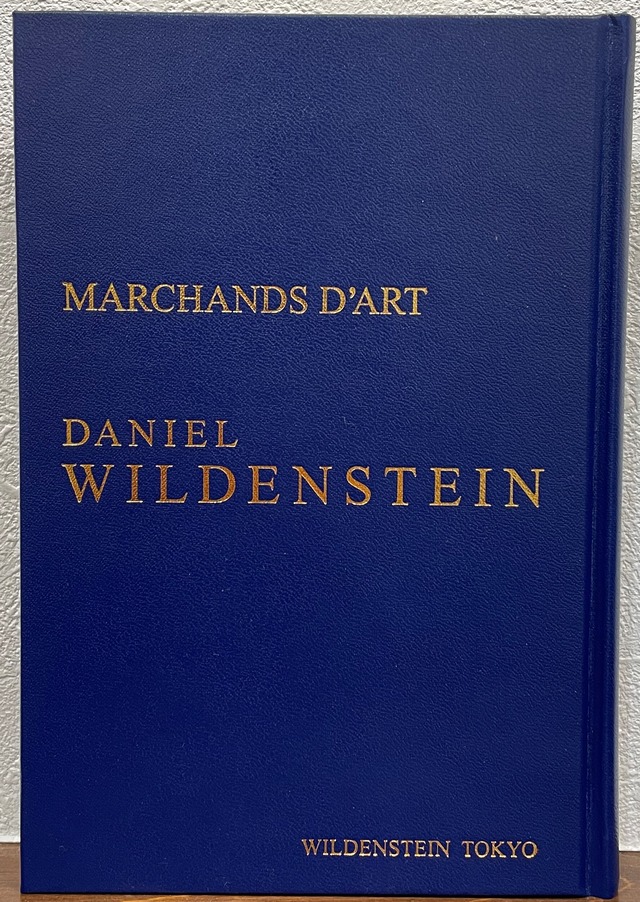 MARCHANDS D’ART
DANIEL
WILDENSTEIN
WILDENSTEIN TOKYO